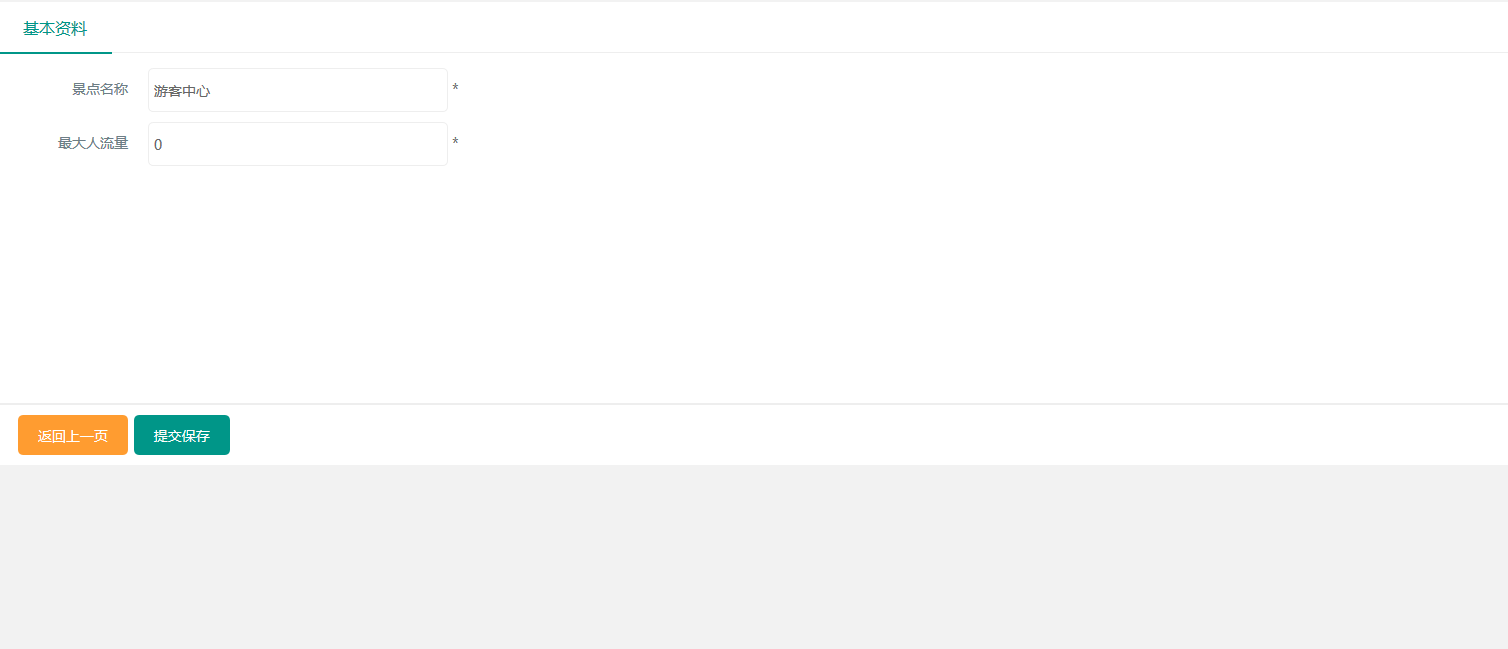 基本资料
景点名称 游客中心 *
最大人流量 0 *
返回上一页 提交保存